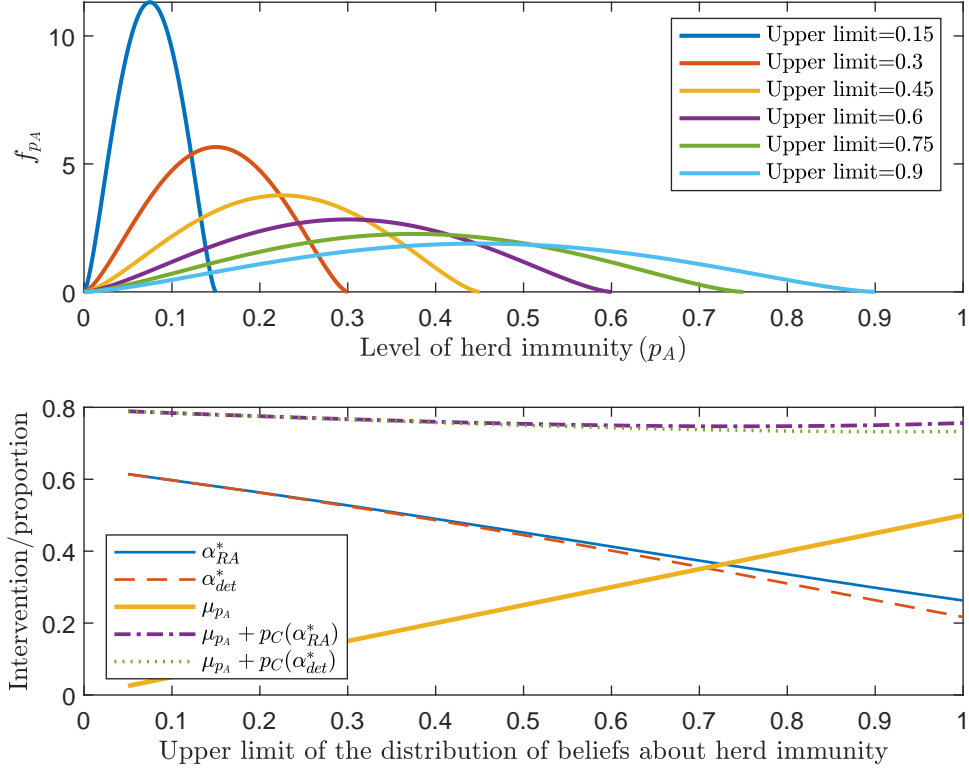 10
5
0
f_{p_A}
0
0.1
0.2
0.3
0.4
0.5
0.6
0.7
0.8
0.9
1
Level of herd immunity (p_A)
Upper limit=0.15
Upper limit=0.3
Upper limit=0.45
Upper limit=0.6
Upper limit=0.75
Upper limit=0.9
0.8
0.6
0.4
0.2
0
Intervention/proportion
α*_{RA}
α*_{det}
μ_{p_A}
μ_{p_A} + p_C(α*_{RA})
μ_{p_A} + p_C(α*_{det})
0
0.1
0.2
0.3
0.4
0.5
0.6
0.7
0.8
0.9
1
Upper limit of the distribution of beliefs about herd immunity